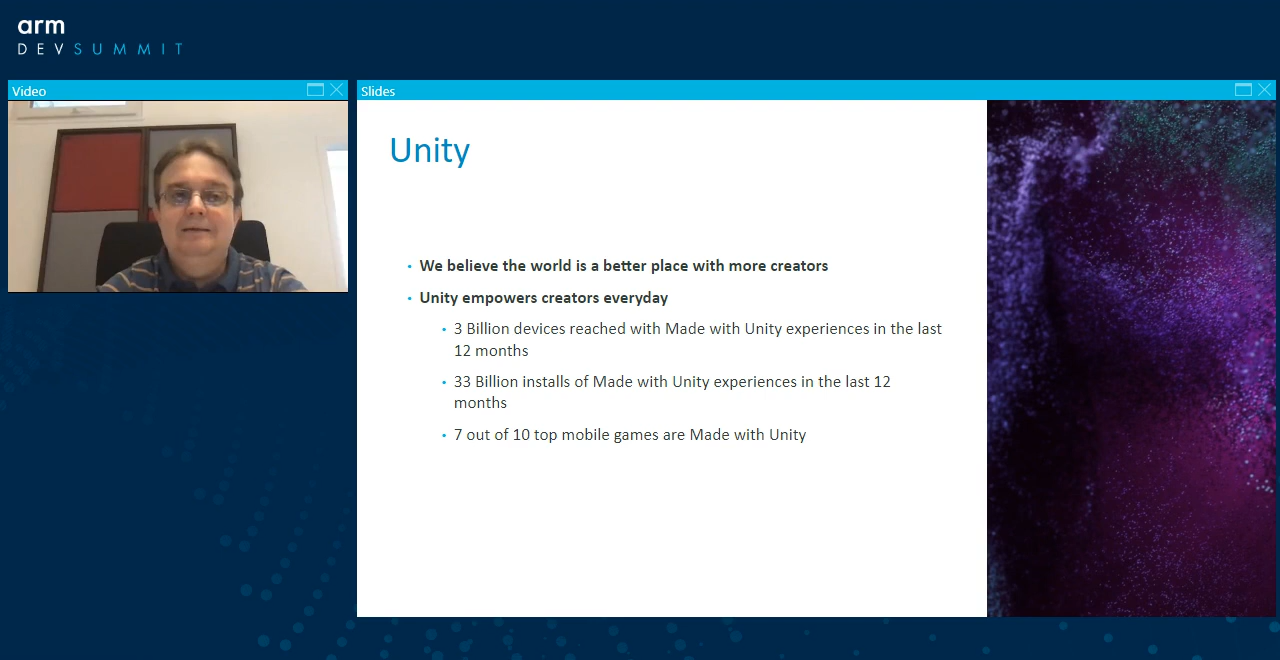 arm
DEVSUMMIT
Video
Slides
Unity
• We believe the world is a better place with more creators
• Unity empowers creators everyday
• 3 Billion devices reached with Made with Unity experiences in the last
12 months
• 33 Billion installs of Made with Unity experiences in the last 12
months
• 7 out of 10 top mobile games are Made with Unity